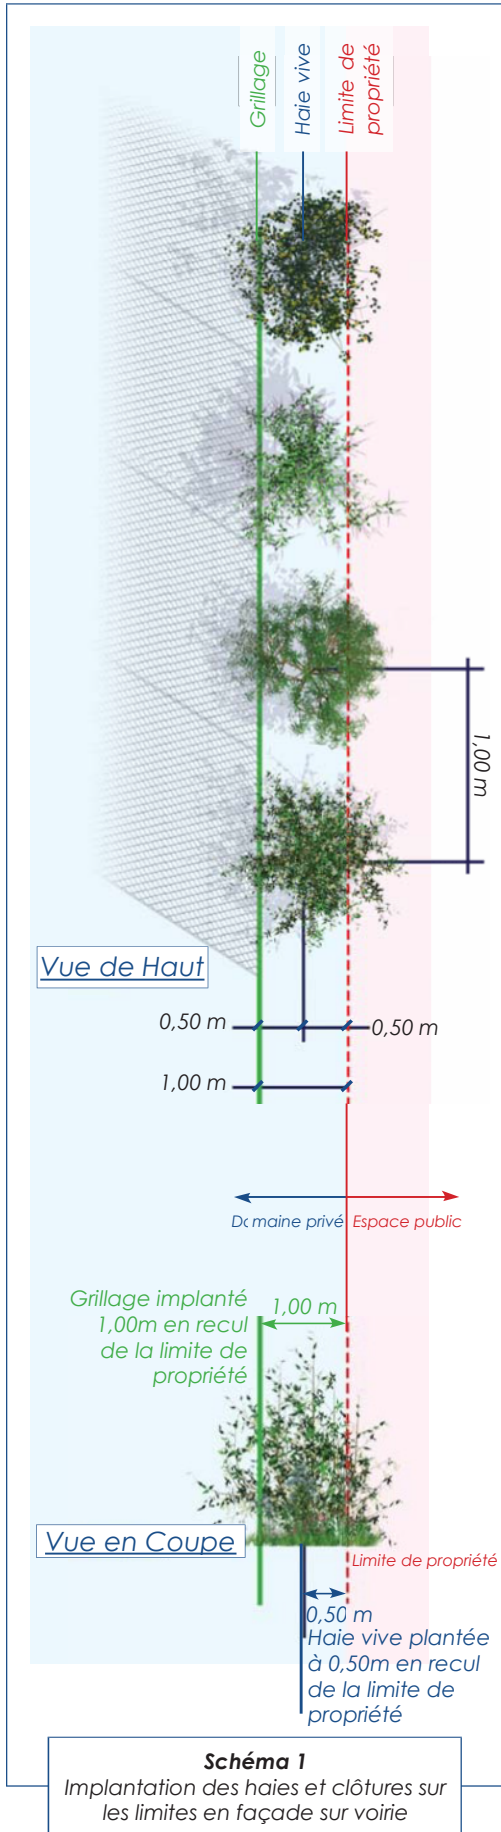 Grillage
Haie vive
Limite de
propriété
1,00 m
Vue de Haut
0,50 m
0,50 m
1,00 m
Domaine privé
Espace public
Grillage implanté
1,00m en recul
de la limite de
propriété
1,00 m
Vue en Coupe
Limite de propriété
0,50 m
Haie vive plantée
à 0,50m en recul
de la limite de
propriété
Schéma 1
Implantation des haies et clôtures sur
les limites en façade sur voirie